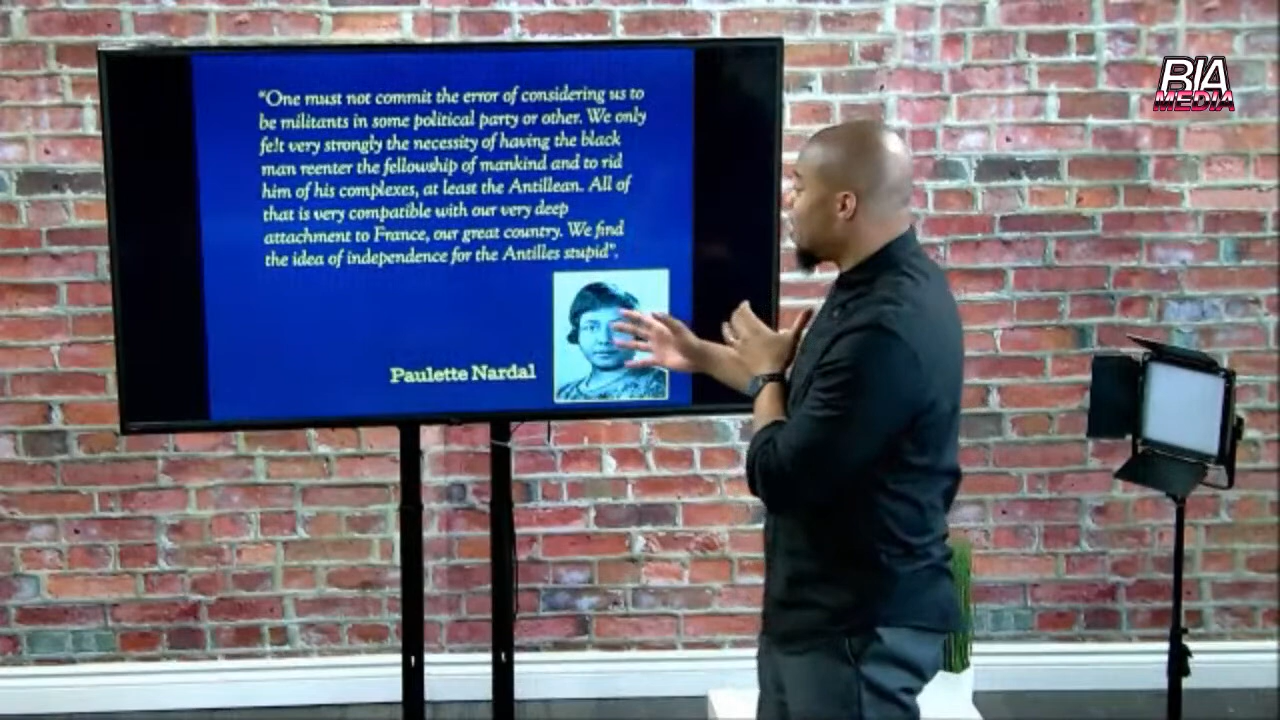 BIA
MEDIA
“One must not commit the error of considering us to
be militants in some political party or other. We only
felt very strongly the necessity of having the black
man reenter the fellowship of mankind and to rid
him of his complexes, at least the Antillean. All of
that is very compatible with our very deep
attachment to France, our great country. We find
the idea of independence for the Antilles stupid”.
Paulette Nardal